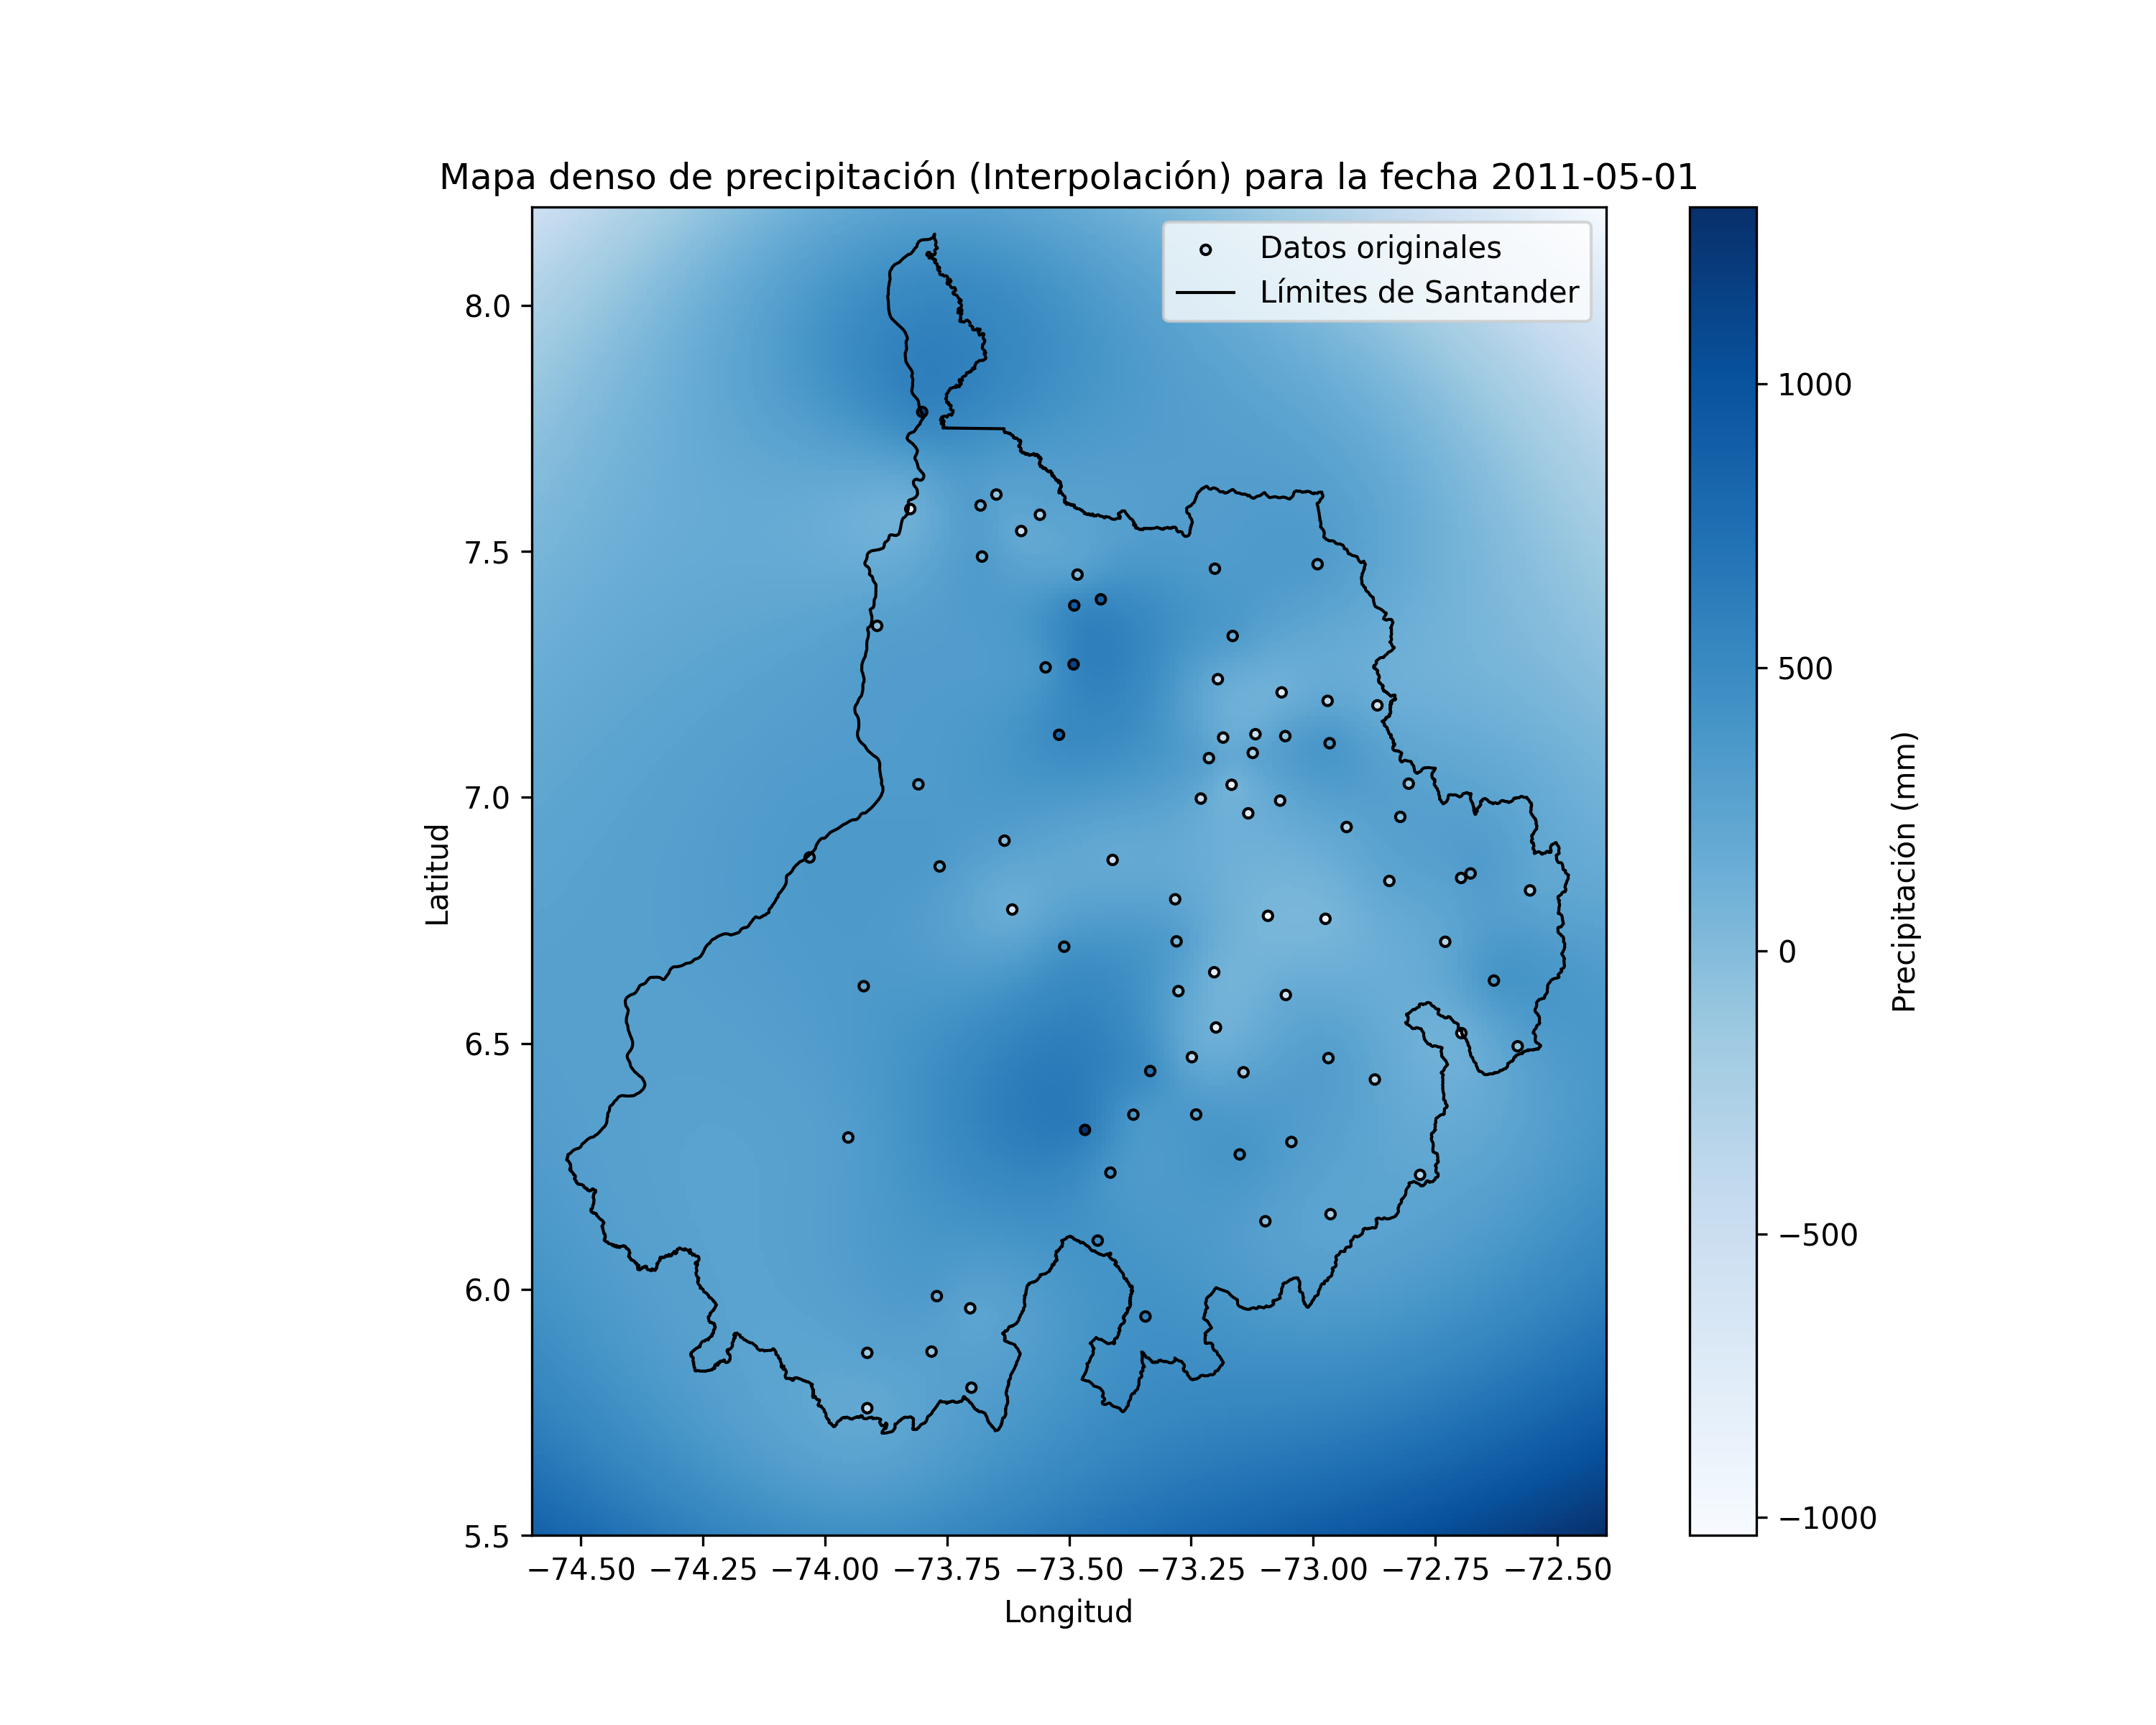 Mapa denso de precipitación (Interpolación) para la fecha 2011-05-01
Datos originales
Límites de Santander
8.0
7.5
7.0
6.5
6.0
5.5
Latitud
−74.50 −74.25 −74.00 −73.75 −73.50 −73.25 −73.00 −72.75 −72.50
Longitud
1000
500
0
−500
−1000
Precipitación (mm)